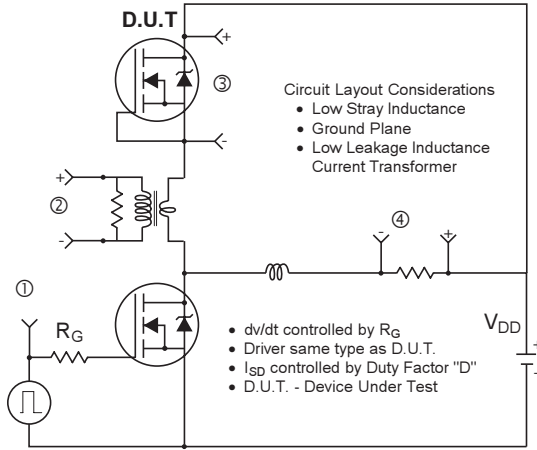 D.U.T
+
③
-
Circuit Layout Considerations
• Low Stray Inductance
• Ground Plane
• Low Leakage Inductance
Current Transformer
+
②
-
④
-
+
①
RG
VDD
+
-
• dv/dt controlled by RG
• Driver same type as D.U.T.
• ISD controlled by Duty Factor "D"
• D.U.T. - Device Under Test